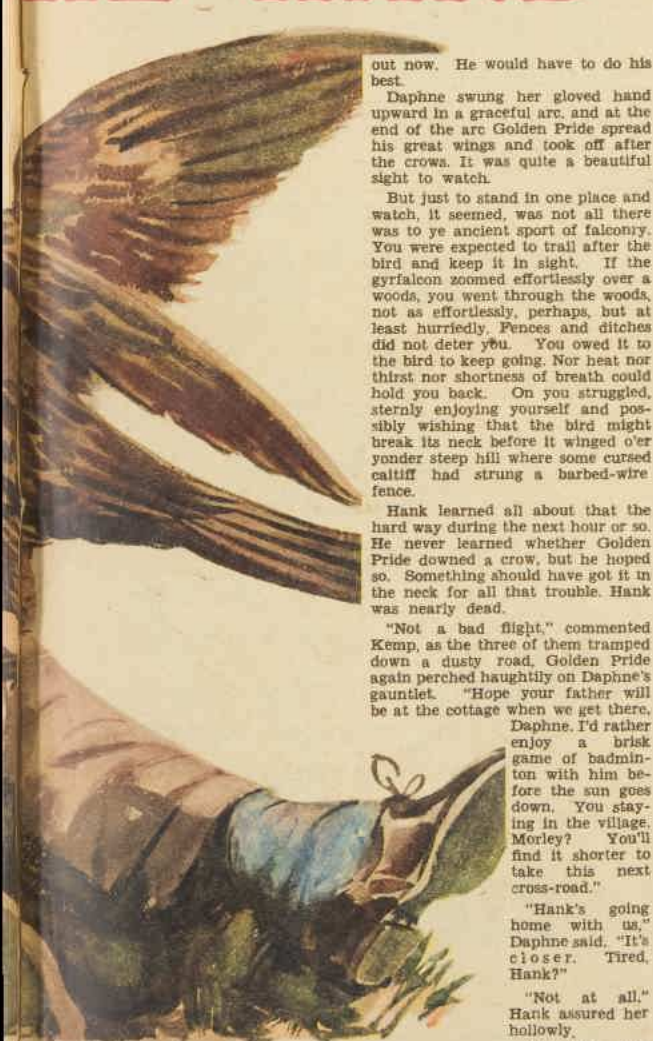 out now. He would have to do his
best.
Daphne swung her gloved hand
upward in a graceful arc, and at the
end of the arc Golden Pride spread
his great wings and took off after
the crows. It was quite a beautiful
sight to watch.
But just to stand in one place and
watch, it seemed, was not all there
was to ye ancient sport of falconry.
You were expected to trail after the
bird and keep it in sight. If the
gyrfalcon zoomed effortlessly over a
woods, you went through the woods,
not as effortlessly, perhaps, but at
least hurriedly. Fences and ditches
did not deter you. You owed it to
the bird to keep going. Nor heat nor
thirst nor shortness of breath could
hold you back. On you struggled,
sternly enjoying yourself and pos-
sibly wishing that the bird might
break its neck before it winged o'er
yonder steep hill where some cursed
caitiff had strung a barbed-wire
fence.
Hank learned all about that the
hard way during the next hour or so.
He never learned whether Golden
Pride downed a crow, but he hoped
so. Something should have got it in
the neck for all that trouble. Hank
was nearly dead.
"Not a bad flight," commented
Kemp, as the three of them tramped
down a dusty road, Golden Pride
again perched haughtily on Daphne's
gauntlet. "Hope your father will
be at the cottage when we get there,
Daphne. I'd rather
enjoy a brisk
game of badmin-
ton with him be-
fore the sun goes
down. You stay-
ing in the village,
Morley? You'll
find it shorter to
take this next
cross-road."
"Hank's going
home with us,"
Daphne said. "It's
closer. Tired,
Hank?"
"Not at all,"
Hank assured her
hollowly.